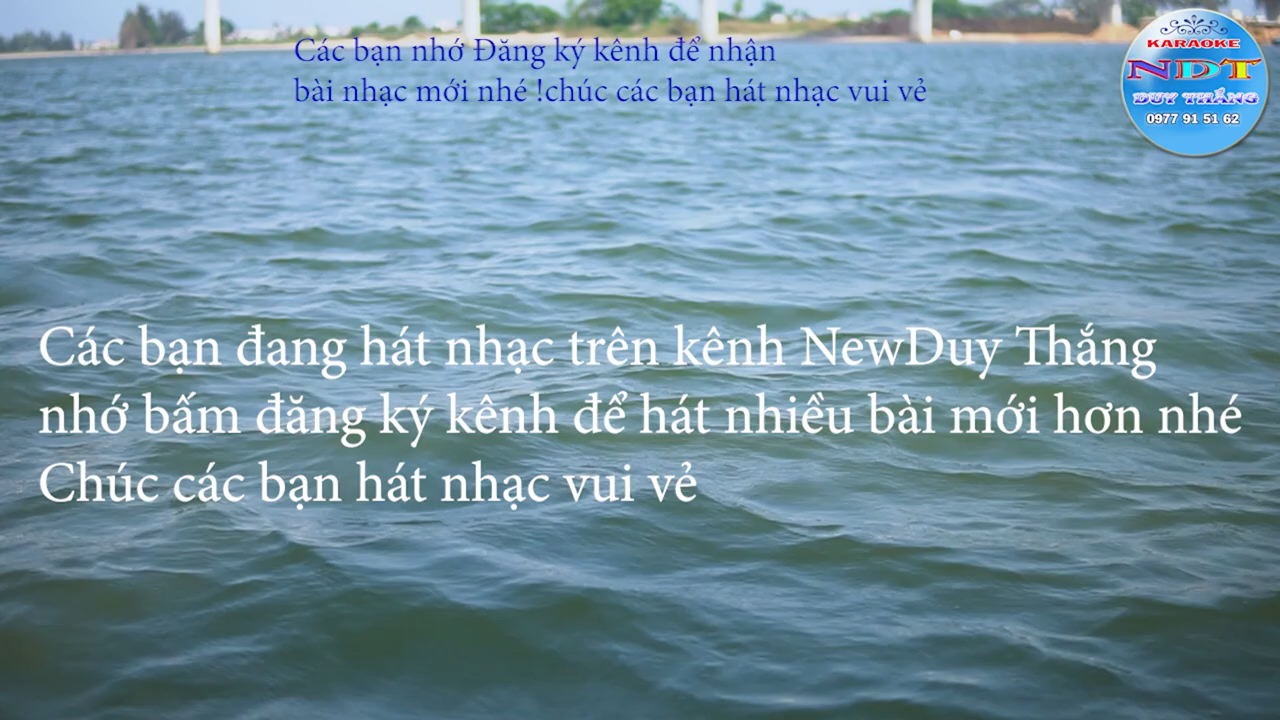 Các bạn nhớ Đăng ký kênh để nhận
bài nhạc mới nhé !chúc các bạn hát nhạc vui vẻ
KARAOKE
NDT
DUY THẮNG
0977 91 51 62
Các bạn đang hát nhạc trên kênh NewDuy Thắng
nhớ bấm đăng ký kênh để hát nhiều bài mới hơn nhé
Chúc các bạn hát nhạc vui vẻ